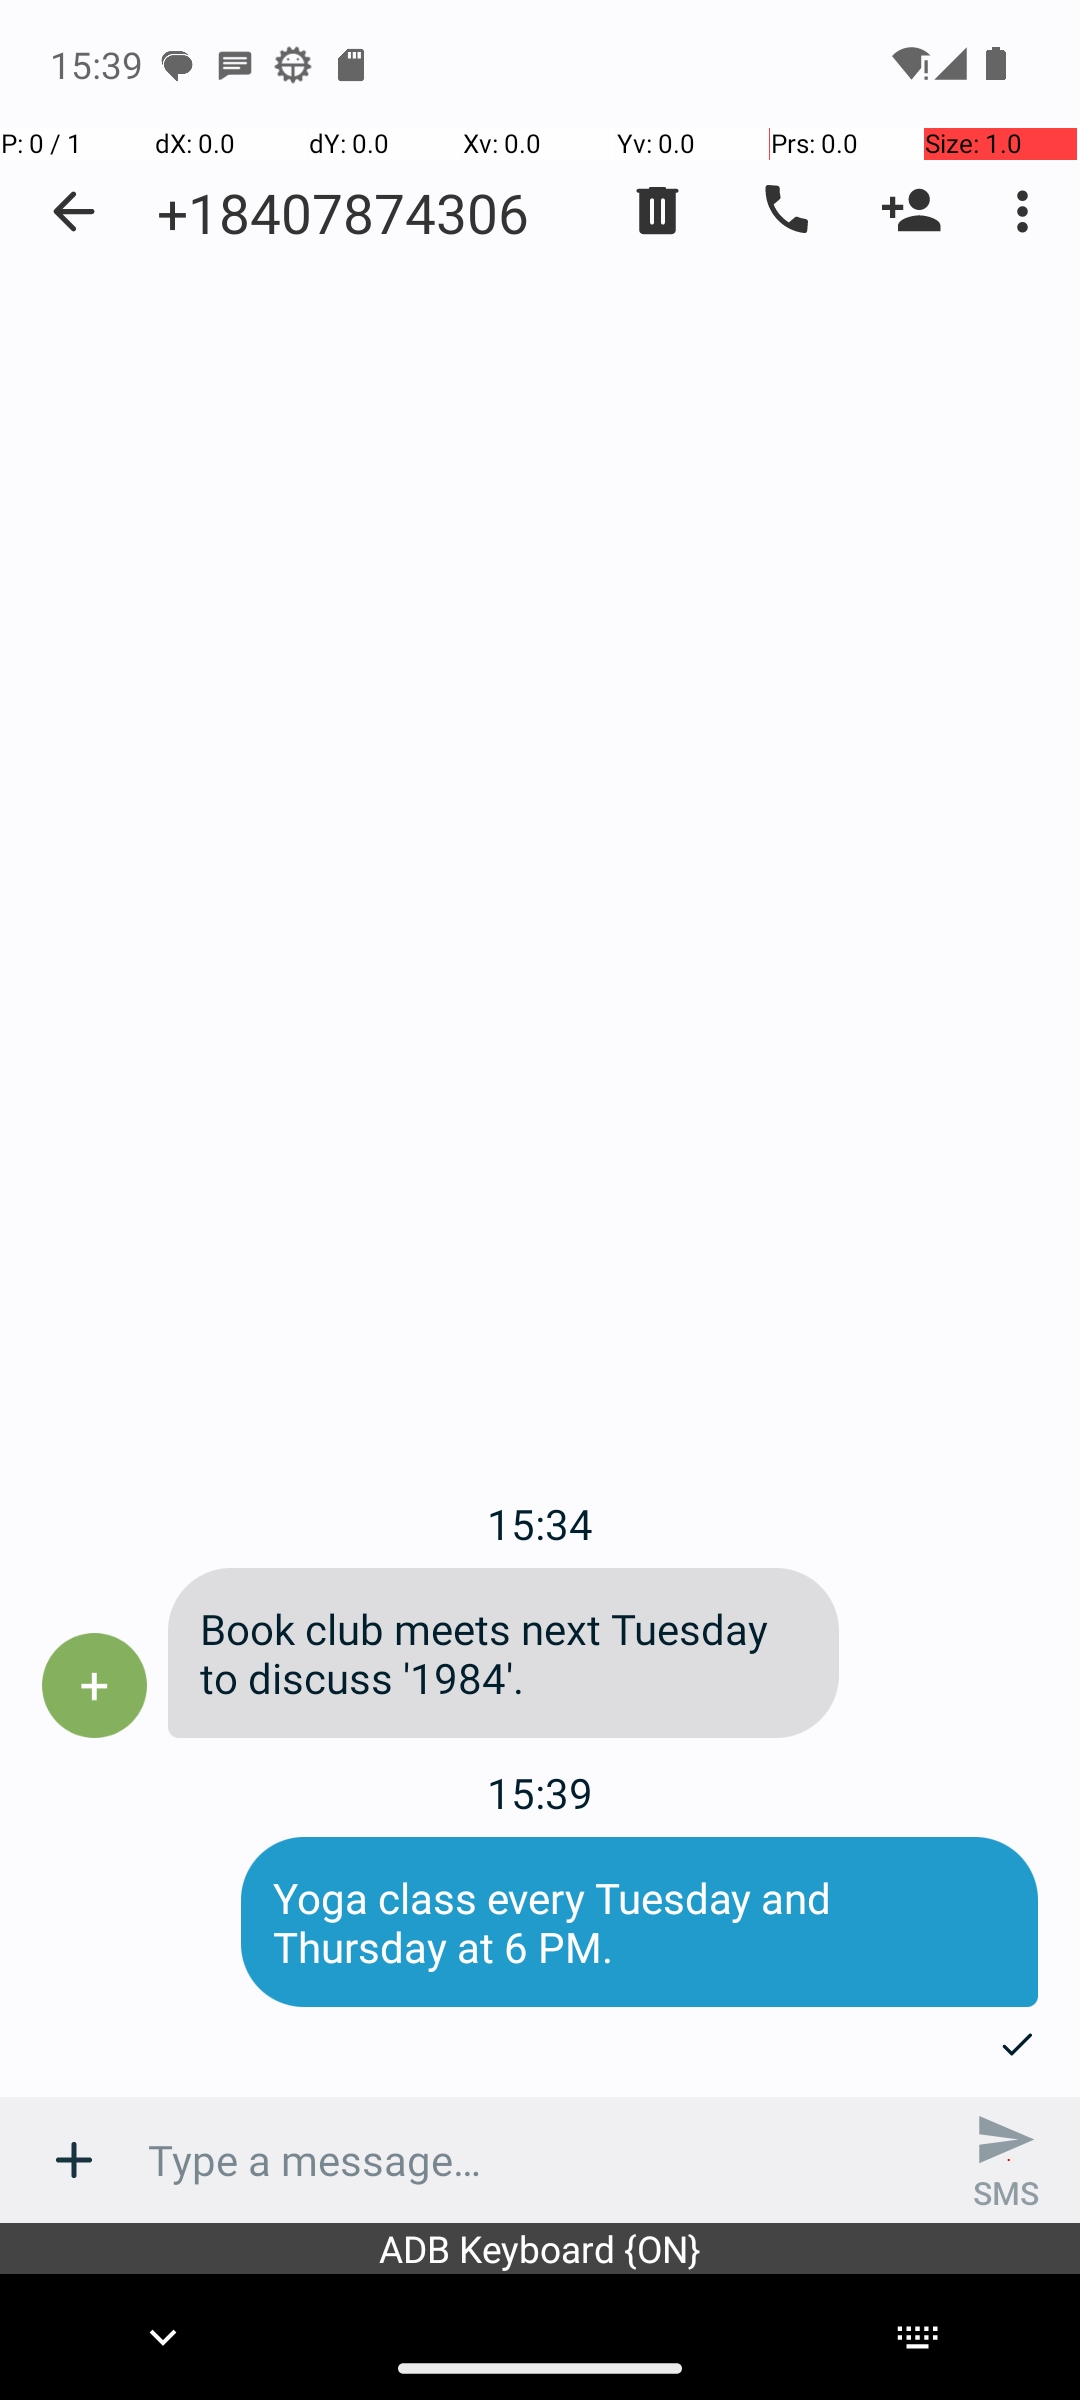 15:39
P: 0 / 1 dX: 0.0 dY: 0.0 Xv: 0.0 Yv: 0.0 Prs: 0.0 Size: 1.0
+18407874306
15:34
Book club meets next Tuesday
to discuss '1984'.
+
15:39
Yoga class every Tuesday and
Thursday at 6 PM.
Type a message…
SMS
ADB Keyboard {ON}